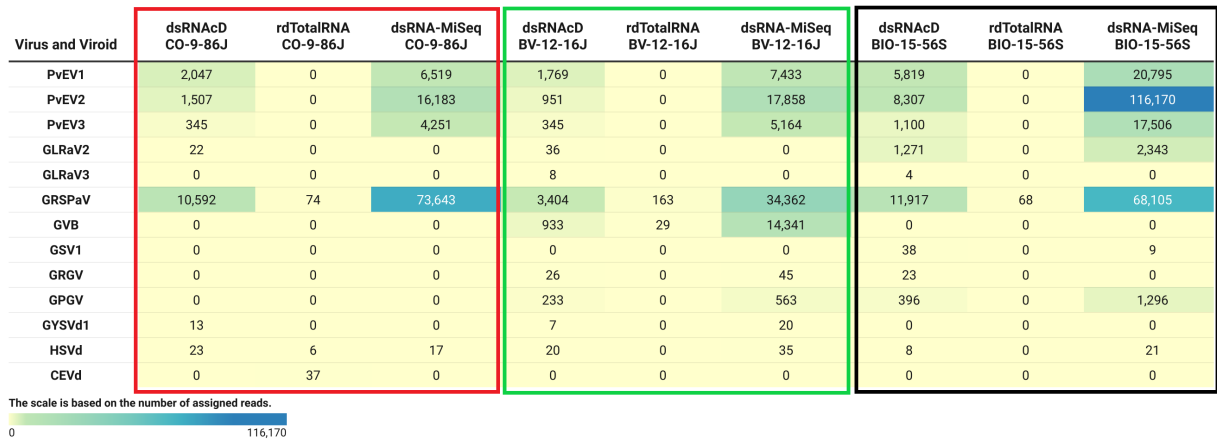 Virus and Viroid dsRNAcD CO-9-86J rdTotalRNA CO-9-86J dsRNA-MiSeq CO-9-86J dsRNAcD BV-12-16J rdTotalRNA BV-12-16J dsRNA-MiSeq BV-12-16J dsRNAcD BIO-15-56S rdTotalRNA BIO-15-56S dsRNA-MiSeq BIO-15-56S
PvEV1 2,047 0 6,519 1,769 0 7,433 5,819 0 20,795
PvEV2 1,507 0 16,183 951 0 17,858 8,307 0 116,170
PvEV3 345 0 4,251 345 0 5,164 1,100 0 17,506
GLRaV2 22 0 0 36 0 0 1,271 0 2,343
GLRaV3 0 0 0 8 0 0 4 0 0
GRSPaV 10,592 74 73,643 3,404 163 34,362 11,917 68 68,105
GVB 0 0 0 933 29 14,341 0 0 0
GSV1 0 0 0 0 0 0 38 0 9
GRGV 0 0 0 26 0 45 23 0 0
GPGV 0 0 0 233 0 563 396 0 1,296
GYSVd1 13 0 0 7 0 20 0 0 0
HSVd 23 6 17 20 0 35 8 0 21
CEVd 0 37 0 0 0 0 0 0 0
The scale is based on the number of assigned reads.
0 116,170